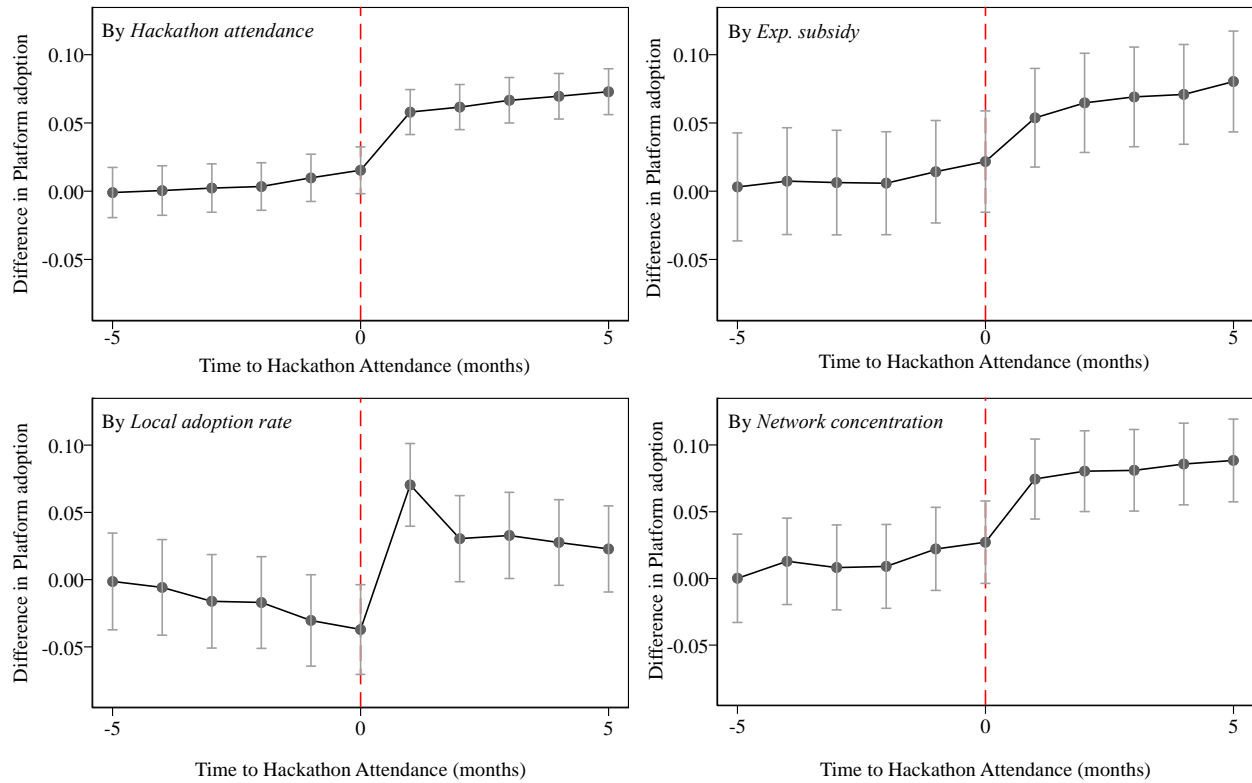 By Hackathon attendance
0.10
0.05
0.00
-0.05
Difference in Platform adoption
-5
0
5
Time to Hackathon Attendance (months)
By Exp. subsidy
0.10
0.05
0.00
-0.05
Difference in Platform adoption
-5
0
5
Time to Hackathon Attendance (months)
By Local adoption rate
0.10
0.05
0.00
-0.05
Difference in Platform adoption
-5
0
5
Time to Hackathon Attendance (months)
By Network concentration
0.10
0.05
0.00
-0.05
Difference in Platform adoption
-5
0
5
Time to Hackathon Attendance (months)